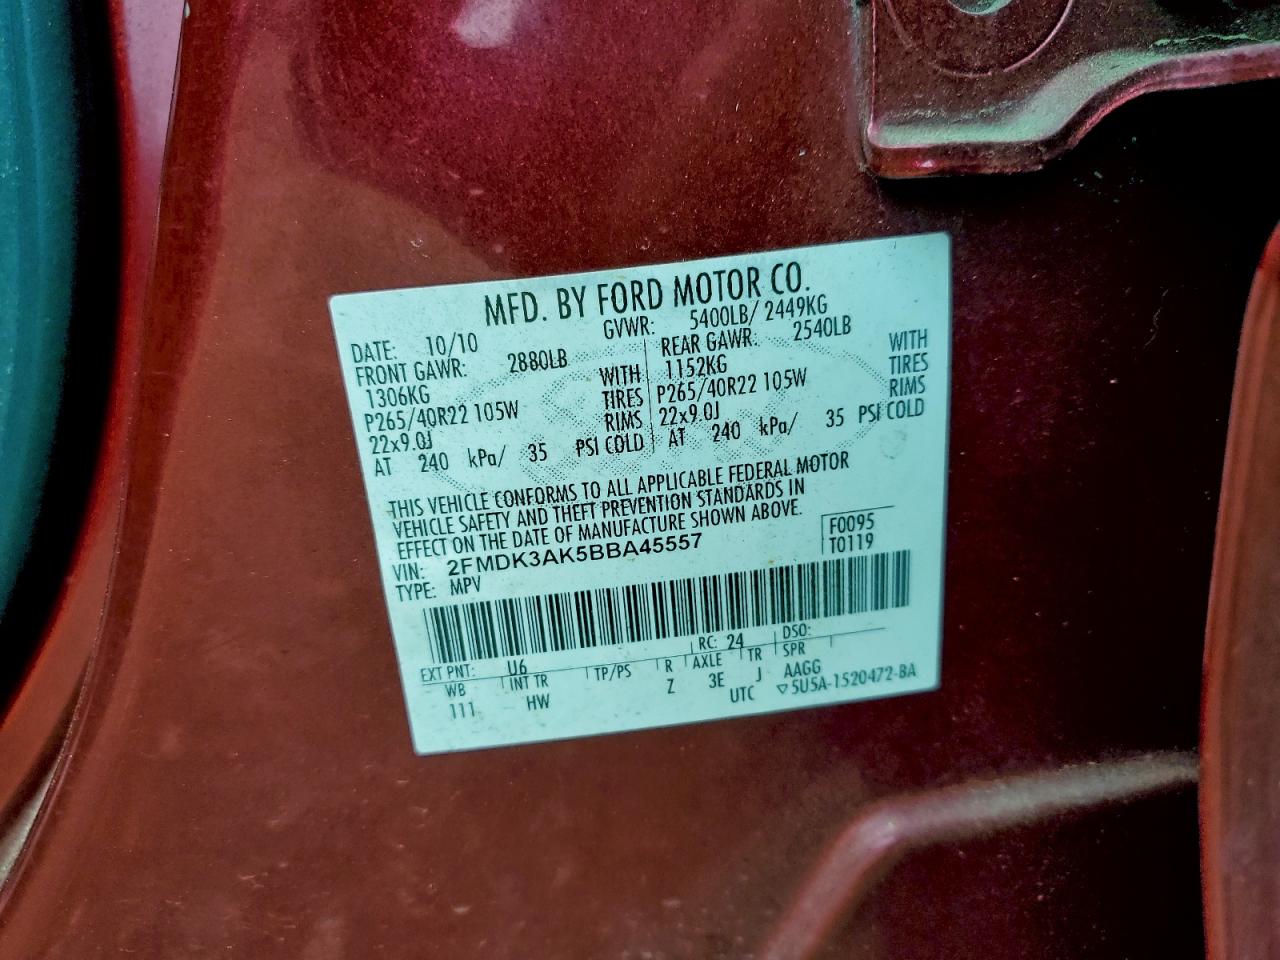 MFD. BY FORD MOTOR CO.
DATE: 10/10 GVWR: 5400LB/ 2449KG
FRONT GAWR: 2880LB REAR GAWR: 2540LB
1306KG WITH 1152KG WITH
P265/40R22 105W TIRES P265/40R22 105W TIRES
22x9.0J RIMS 22x9.0J RIMS
AT 240 kPa/ 35 PSI COLD AT 240 kPa/ 35 PSI COLD
THIS VEHICLE CONFORMS TO ALL APPLICABLE FEDERAL MOTOR
VEHICLE SAFETY AND THEFT PREVENTION STANDARDS IN
EFFECT ON THE DATE OF MANUFACTURE SHOWN ABOVE.
F0095
VIN: 2FMDK3AK5BBA45557 T0119
TYPE: MPV
EXT PNT: U6 RC: 24 DSO:
WB INT TR TP/PS R AXLE TR SPR
111 HW Z 3E J AAGG
UTC ▽5U5A-1520472-BA